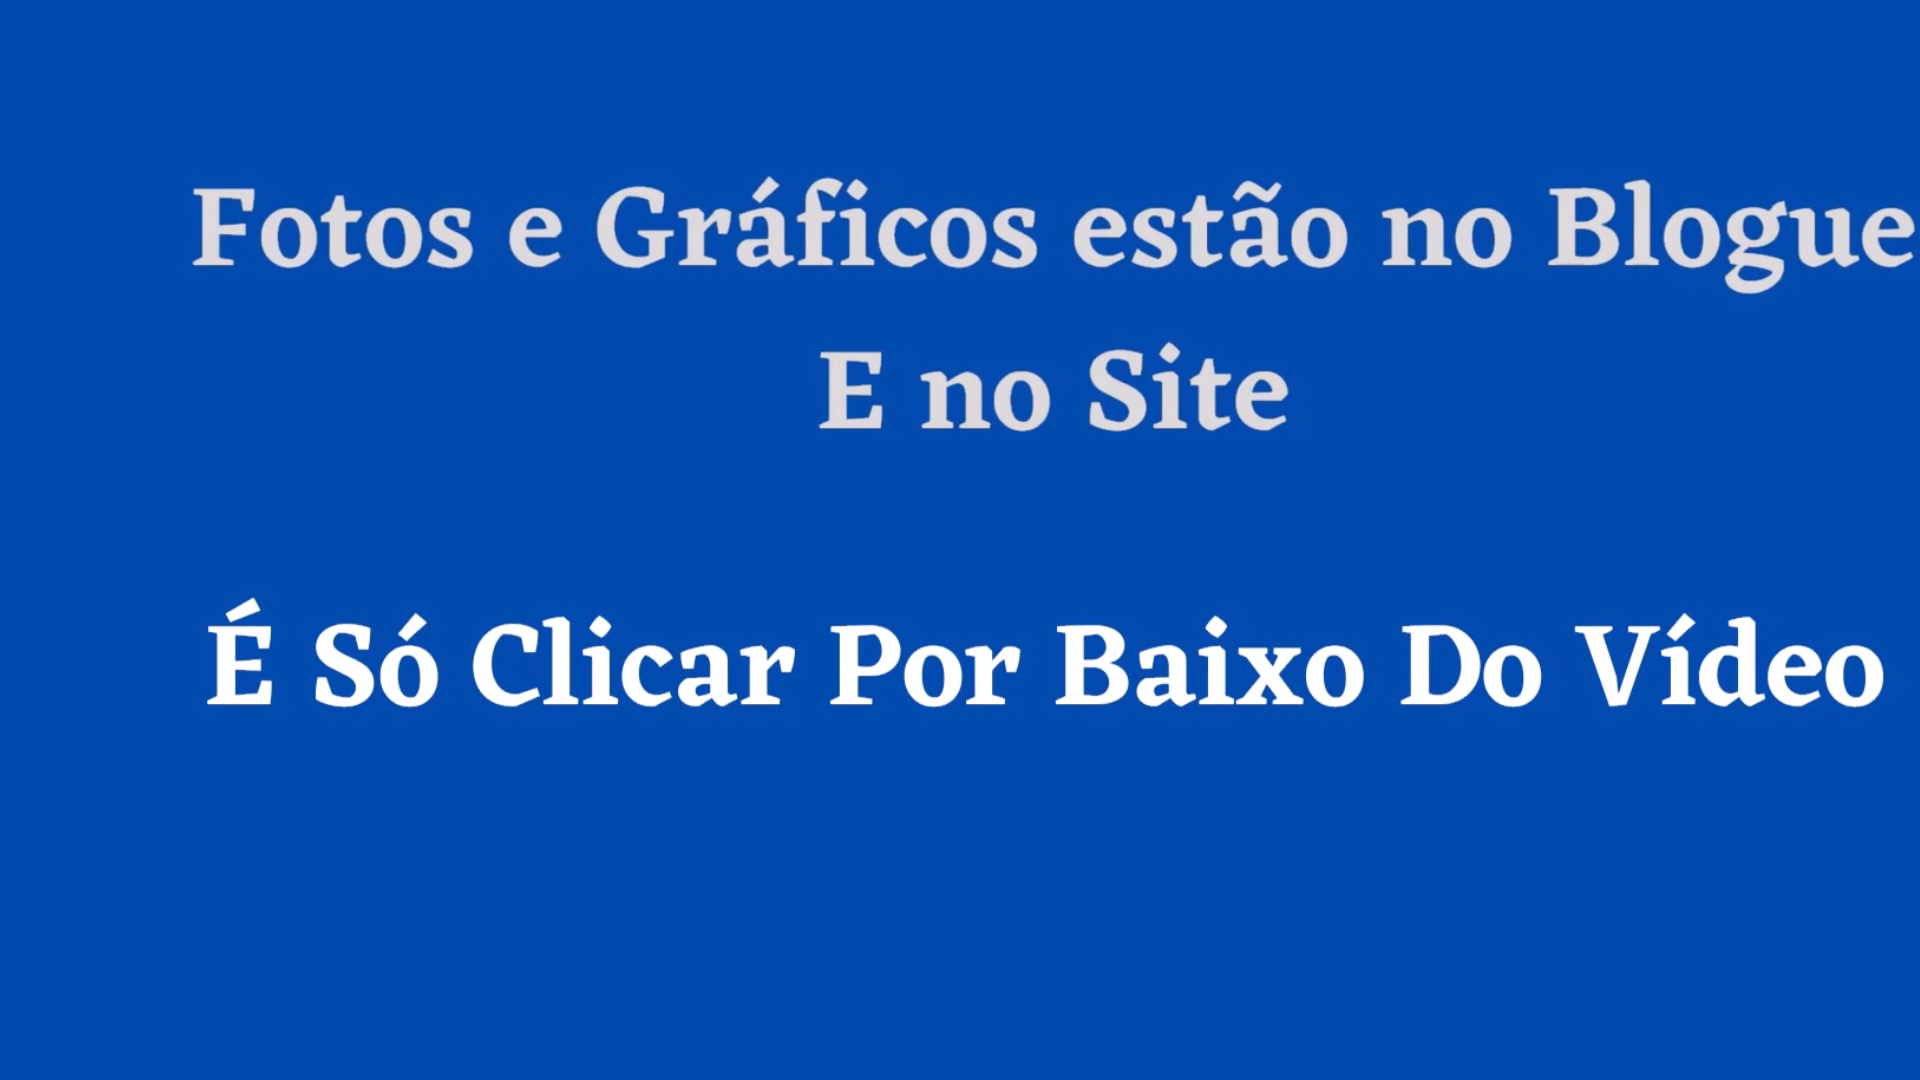 Fotos e Gráficos estão no Blogue
E no Site
É Só Clicar Por Baixo Do Vídeo